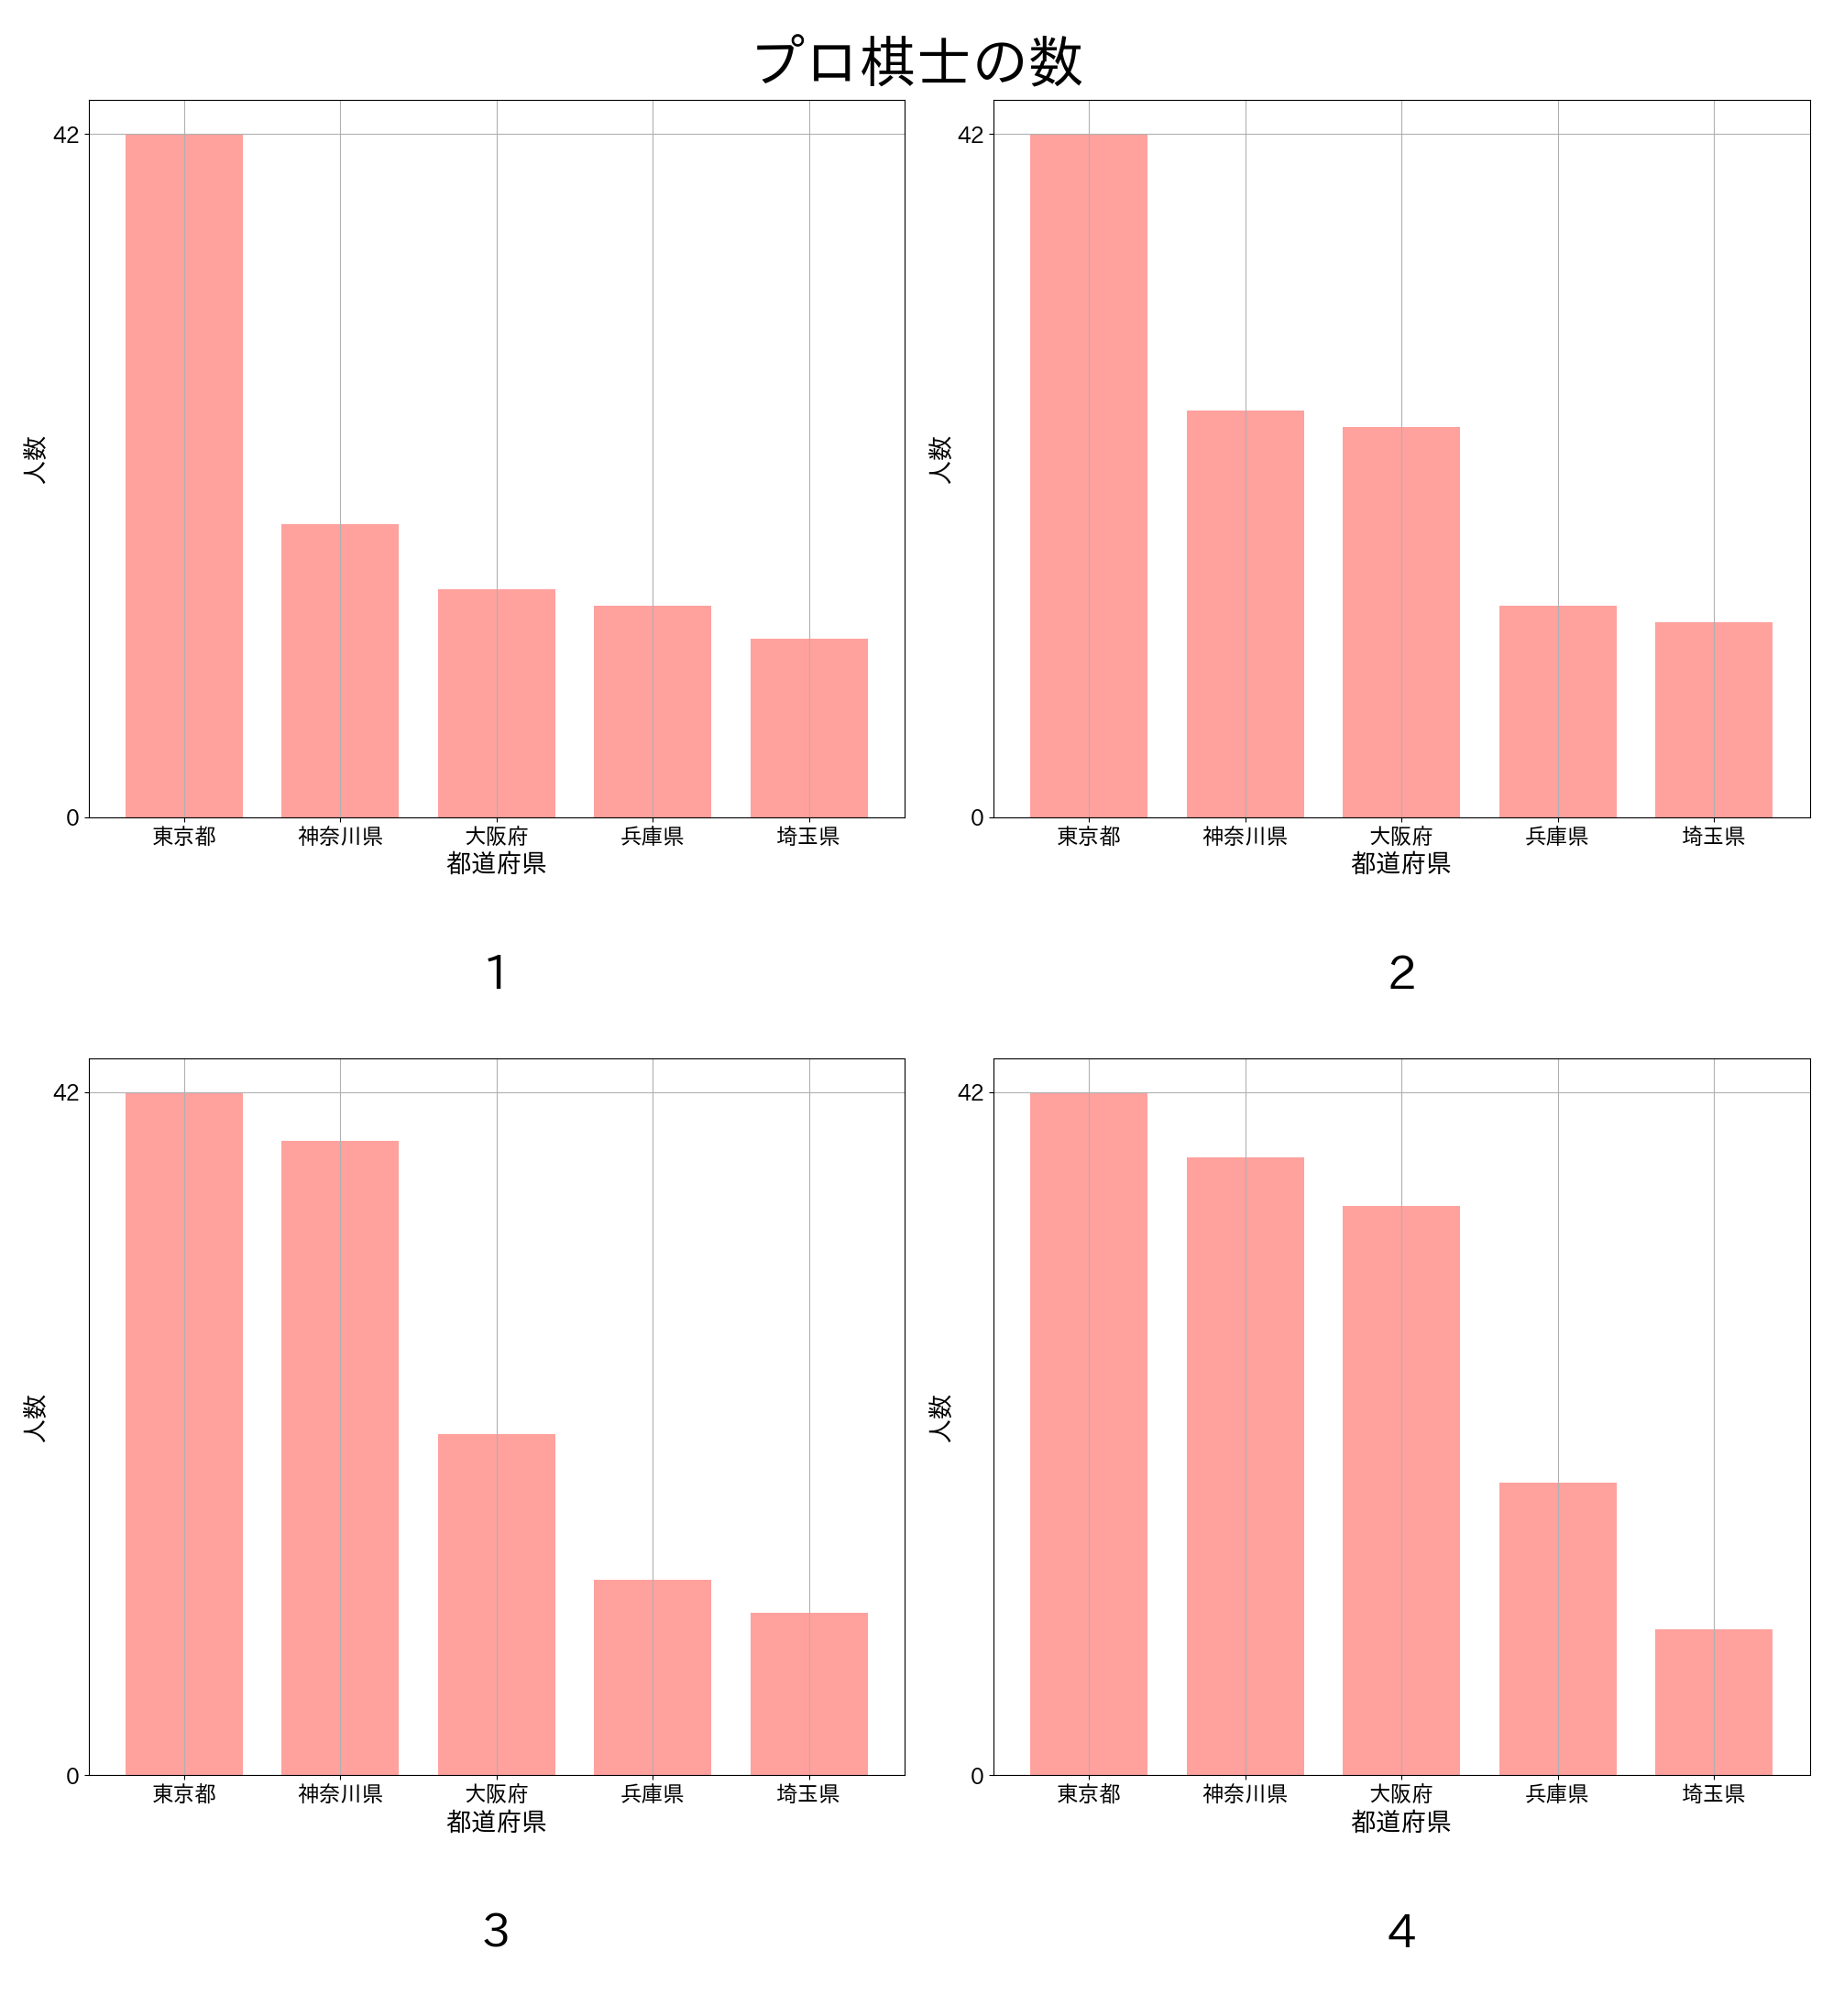 プロ棋士の数
42
人数
0
東京都 神奈川県 大阪府 兵庫県 埼玉県
都道府県
1
42
人数
0
東京都 神奈川県 大阪府 兵庫県 埼玉県
都道府県
2
42
人数
0
東京都 神奈川県 大阪府 兵庫県 埼玉県
都道府県
3
42
人数
0
東京都 神奈川県 大阪府 兵庫県 埼玉県
都道府県
4